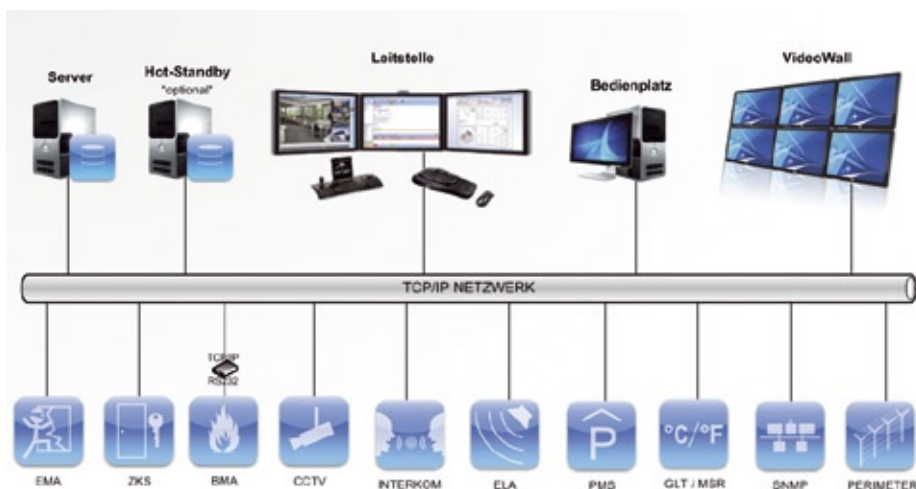 Server
Hot-Standby
"optional"
Leitstelle
Bedienplatz
VideoWall
TCP/IP NETZWERK
TCP/IP
RS232
EMA
ZKS
BMA
CCTV
INTERKOM
ELA
P
PMS
°C/°F
GLT / MSR
SNMP
PERIMETER